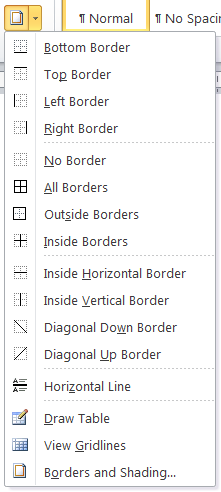 ¶ Normal ¶ No Spacin
Bottom Border
Top Border
Left Border
Right Border
No Border
All Borders
Outside Borders
Inside Borders
Inside Horizontal Border
Inside Vertical Border
Diagonal Down Border
Diagonal Up Border
Horizontal Line
Draw Table
View Gridlines
Borders and Shading...